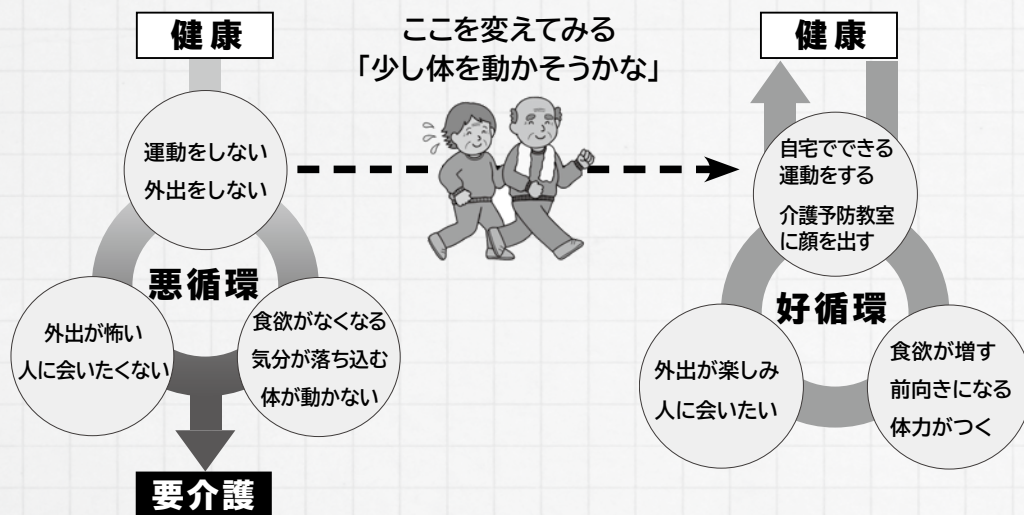 健康
運動をしない
外出をしない
悪循環
外出が怖い
人に会いたくない
食欲がなくなる
気分が落ち込む
体が動かない
要介護
ここを変えてみる
「少し体を動かそうかな」
健康
自宅でできる
運動をする
介護予防教室
に顔を出す
好循環
外出が楽しみ
人に会いたい
食欲が増す
前向きになる
体力がつく